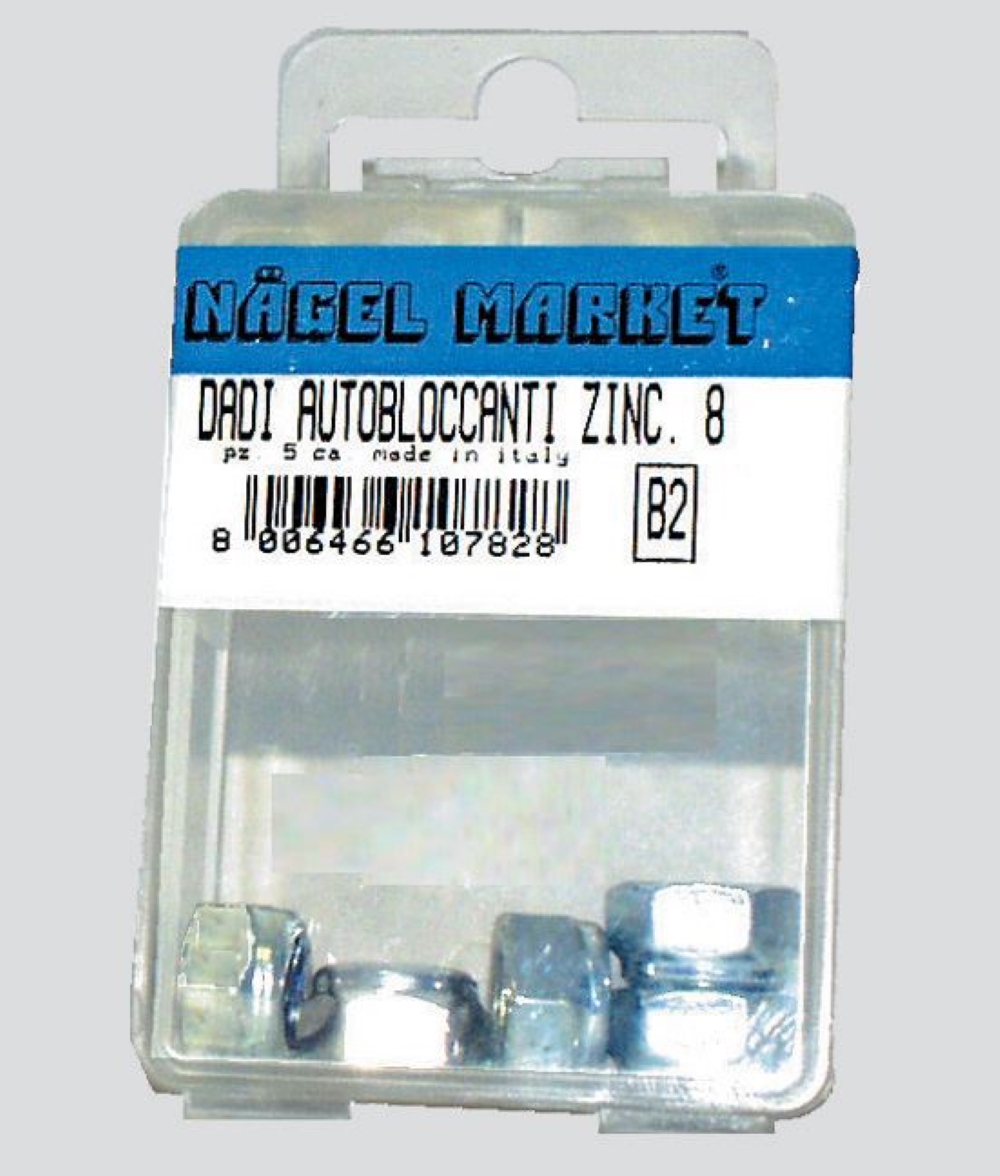 NÄGEL MARKET®
DADI AUTOBLOCCANTI ZINC. 8
pz. 5 ca. made in italy
B2
8 006466 107828